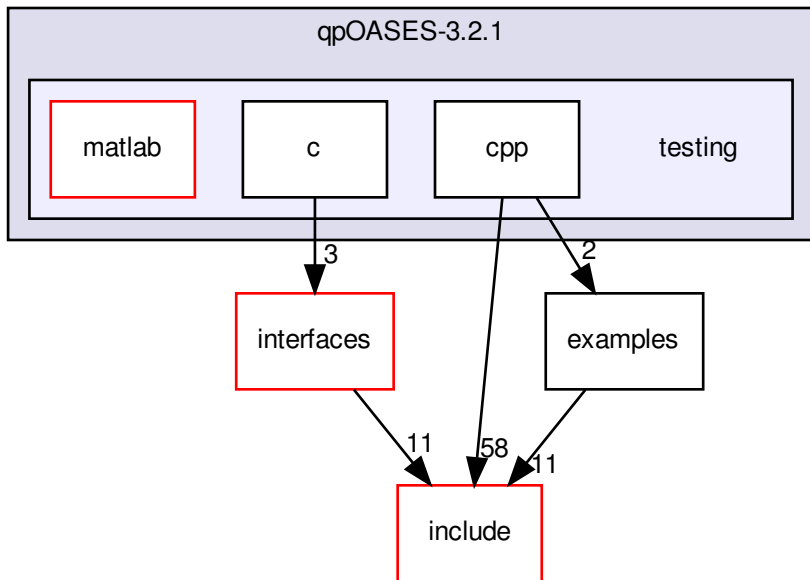 qpOASES-3.2.1
matlab
c
cpp
testing
3
2
interfaces
examples
11
58
11
include